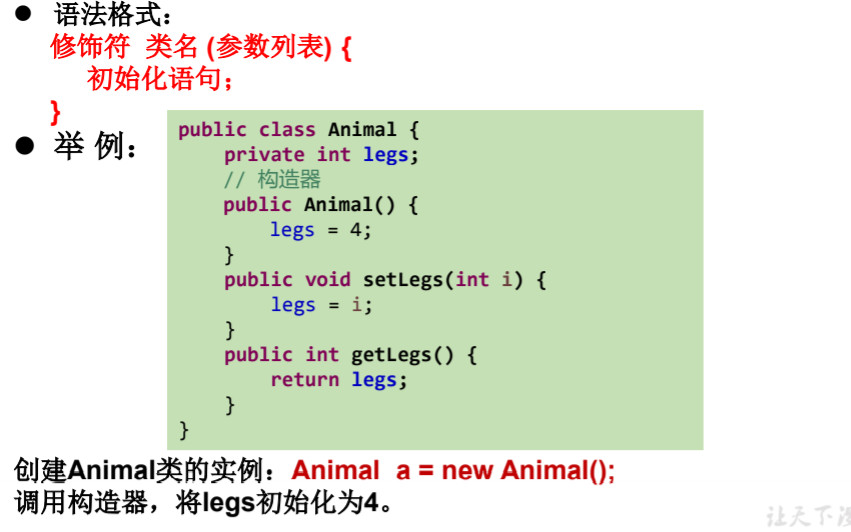 ● 语法格式：
修饰符 类名 (参数列表) {
初始化语句；
}
● 举 例：
public class Animal {
private int legs;
// 构造器
public Animal() {
legs = 4;
}
public void setLegs(int i) {
legs = i;
}
public int getLegs() {
return legs;
}
}
创建Animal类的实例：Animal a = new Animal();
调用构造器，将legs初始化为4。
让天下